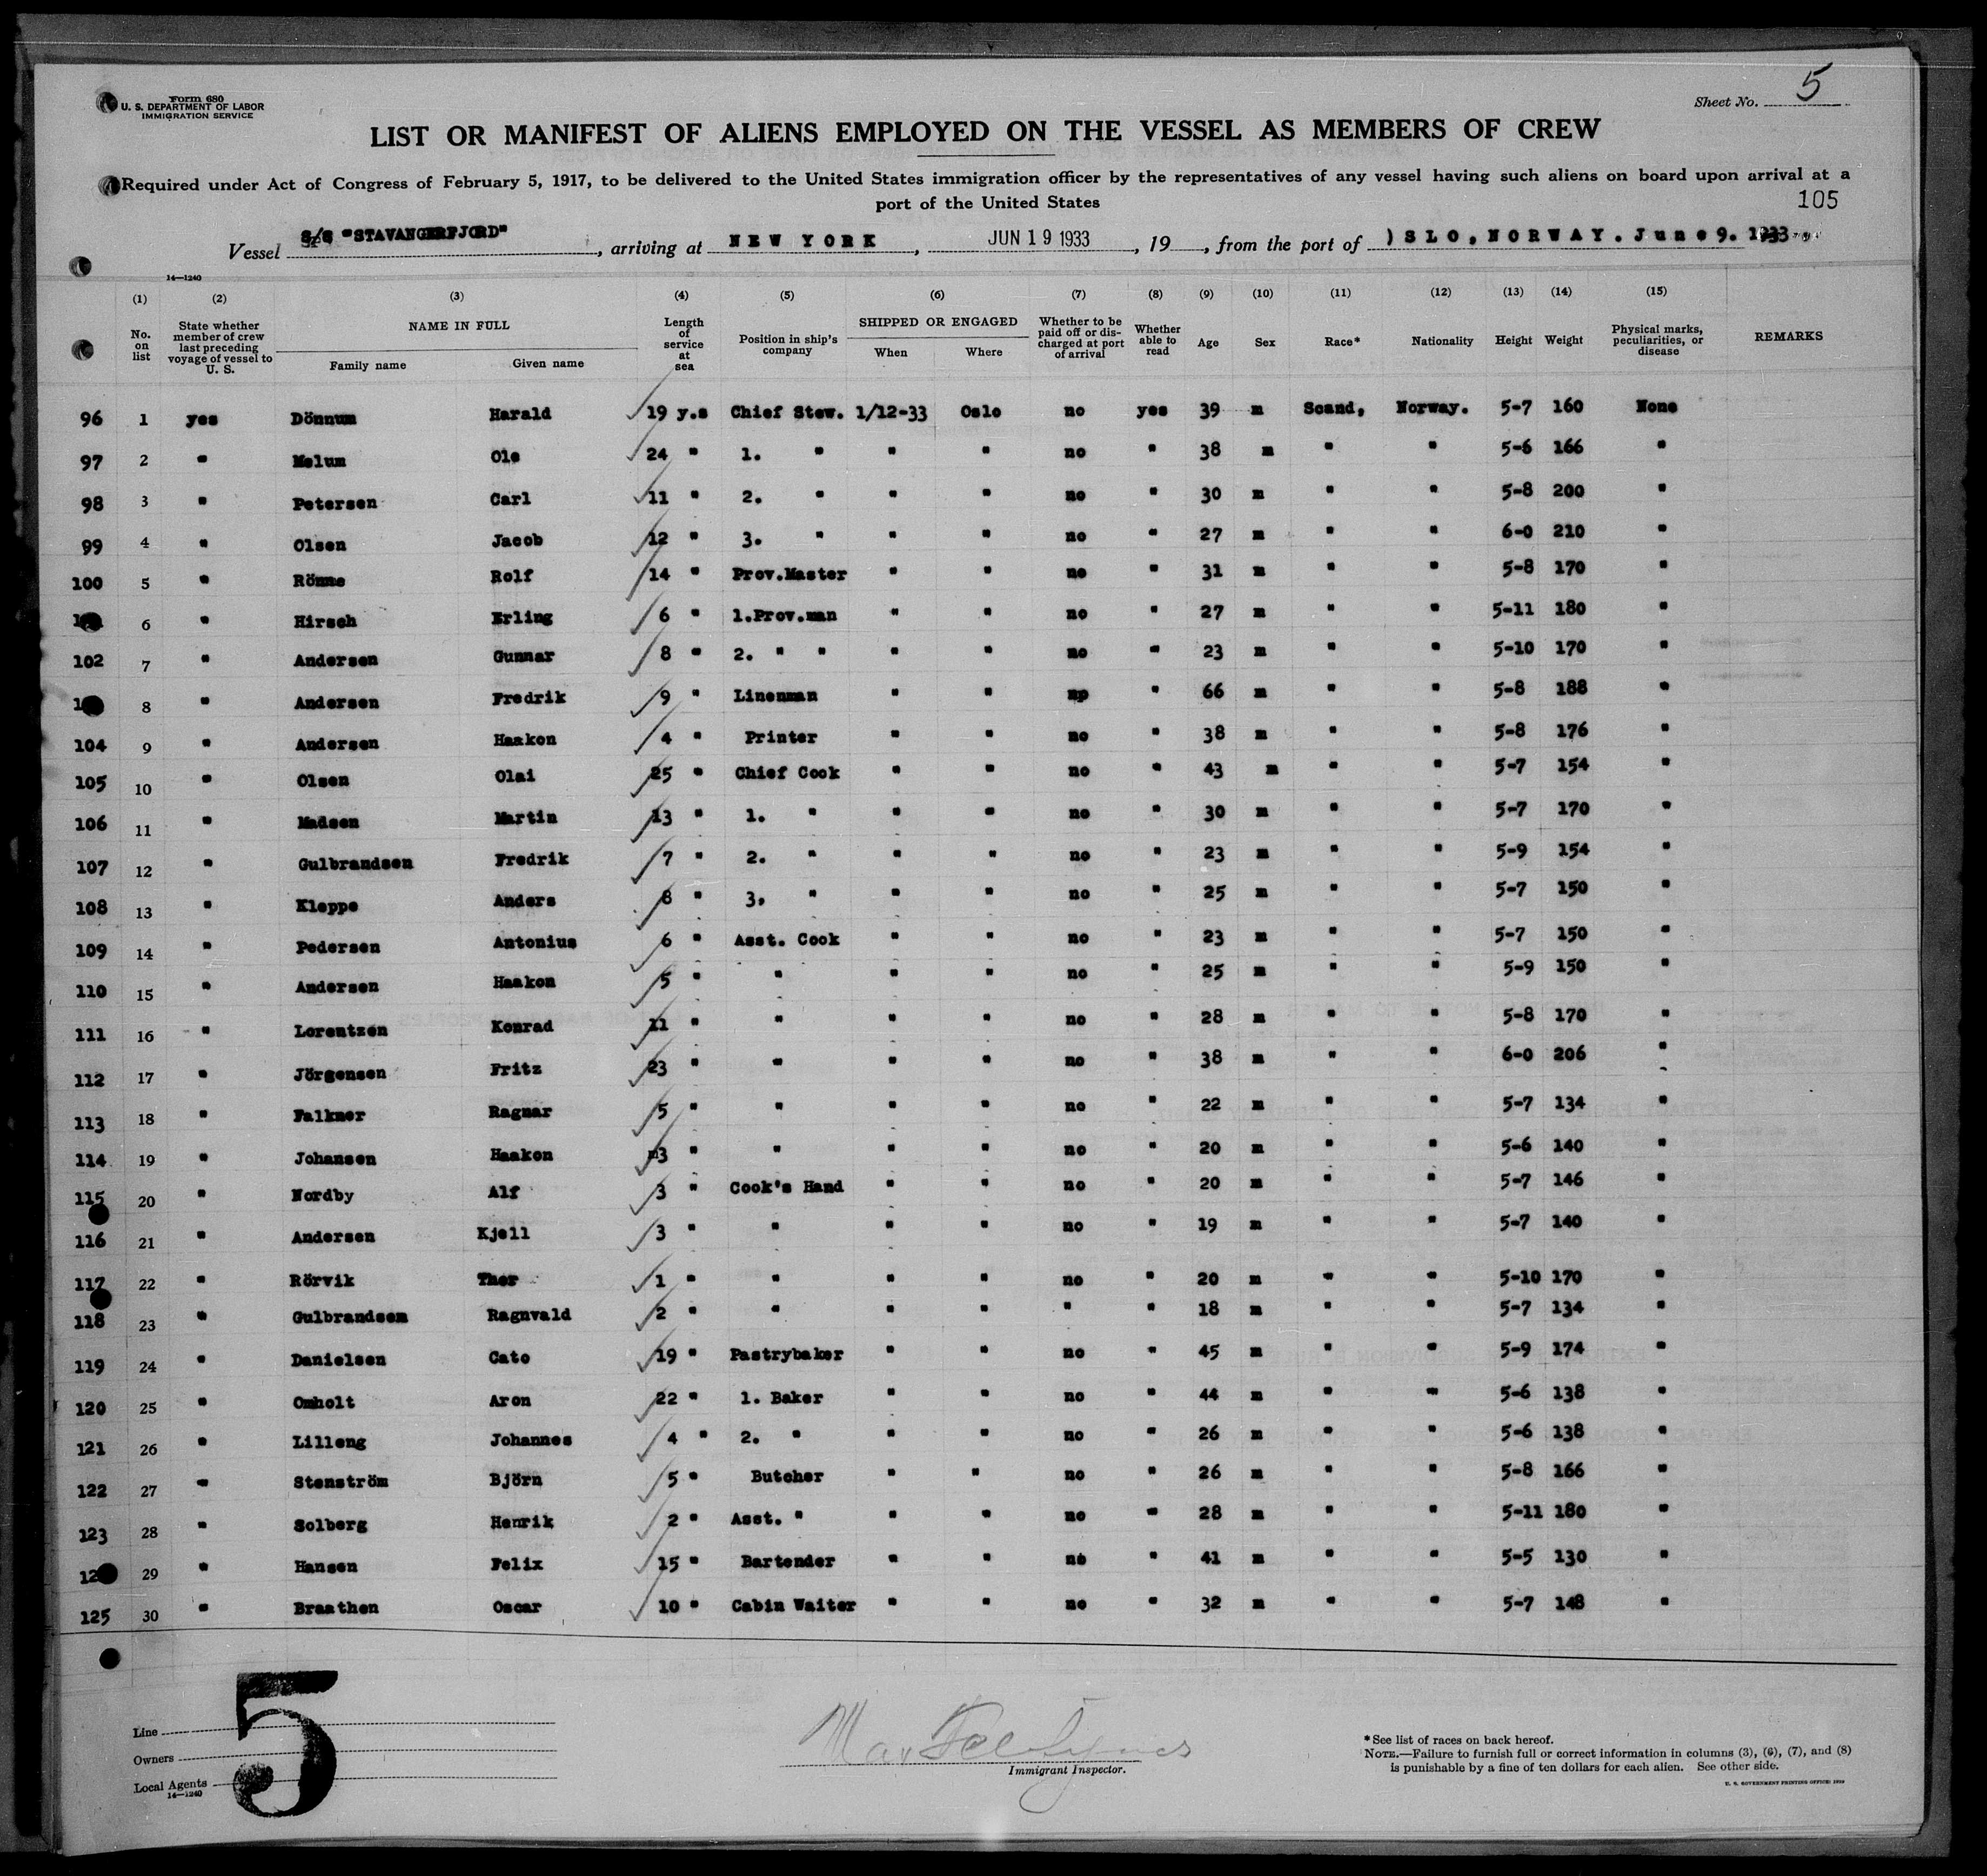 Form 680
U. S. DEPARTMENT OF LABOR
IMMIGRATION SERVICE
Sheet No. 5
LIST OR MANIFEST OF ALIENS EMPLOYED ON THE VESSEL AS MEMBERS OF CREW
Required under Act of Congress of February 5, 1917, to be delivered to the United States immigration officer by the representatives of any vessel having such aliens on board upon arrival at a
port of the United States
105
Vessel S/S "STAVANGERFJORD", arriving at NEW YORK, JUN 19 1933, 19, from the port of )SLO, NORWAY. June 9. 1933
14—1240
(1) (2) (3) (4) (5) (6) (7) (8) (9) (10) (11) (12) (13) (14) (15)
No. on list State whether member of crew last preceding voyage of vessel to U. S. NAME IN FULL Family name Given name Length of service at sea Position in ship's company SHIPPED OR ENGAGED When Where Whether to be paid off or discharged at port of arrival Whether able to read Age Sex Race* Nationality Height Weight Physical marks, peculiarities, or disease REMARKS
96 1 yes Dönnum Harald 19 y.s Chief Stew. 1/12-33 Oslo no yes 39 m Scand, Norway. 5-7 160 None
97 2 " Melum Ole 24 " 1. " " " no " 38 m " " 5-6 166 "
98 3 " Petersen Carl 11 " 2. " " " no " 30 m " " 5-8 200 "
99 4 " Olsen Jacob 12 " 3. " " " no " 27 m " " 6-0 210 "
100 5 " Rönne Rolf 14 " Prov.Master " " no " 31 m " " 5-8 170 "
6 " Hirsch Erling 6 " 1.Prov.man " " no " 27 m " " 5-11 180 "
102 7 " Andersen Gunnar 8 " 2. " " " " no " 23 m " " 5-10 170 "
8 " Andersen Fredrik 9 " Linenman " " np " 66 m " " 5-8 188 "
104 9 " Andersen Haakon 4 " Printer " " no " 38 m " " 5-8 176 "
105 10 " Olsen Olai 25 " Chief Cook " " no " 43 m " " 5-7 154 "
106 11 " Madsen Martin 13 " 1. " " " no " 30 m " " 5-7 170 "
107 12 " Gulbrandsen Fredrik 7 " 2. " " " no " 23 m " " 5-9 154 "
108 13 " Kleppe Anders 8 " 3. " " " no " 25 m " " 5-7 150 "
109 14 " Pedersen Antonius 6 " Asst. Cook " " no " 23 m " " 5-7 150 "
110 15 " Andersen Haakon 5 " " " " no " 25 m " " 5-9 150 "
111 16 " Lorentzen Konrad 11 " " " " no " 28 m " " 5-8 170 "
112 17 " Jörgensen Fritz 23 " " " " no " 38 m " " 6-0 206 "
113 18 " Falkner Ragnar 5 " " " " no " 22 m " " 5-7 134 "
114 19 " Johansen Haakon 3 " " " " no " 20 m " " 5-6 140 "
115 20 " Nordby Alf 3 " Cook's Hand " " no " 20 m " " 5-7 146 "
116 21 " Andersen Kjell 3 " " " " no " 19 m " " 5-7 140 "
117 22 " Rörvik Thor 1 " " " " no " 20 m " " 5-10 170 "
118 23 " Gulbrandsen Ragnvald 2 " " " " " " 18 m " " 5-7 134 "
119 24 " Danielsen Cato 19 " Pastrybaker " " no " 45 m " " 5-9 174 "
120 25 " Omholt Aron 22 " 1. Baker " " no " 44 m " " 5-6 138 "
121 26 " Lilleng Johannes 4 " 2. " " " no " 26 m " " 5-6 138 "
122 27 " Stenström Björn 5 " Butcher " " no " 26 m " " 5-8 166 "
123 28 " Solberg Henrik 2 " Asst. " " " no " 28 m " " 5-11 180 "
29 " Hansen Felix 15 " Bartender " " no " 41 m " " 5-5 130 "
125 30 " Braathen Oscar 10 " Cabin Waiter " " no " 32 m " " 5-7 148 "
5
Line
Owners
Local Agents
14—1240
Immigrant Inspector.
* See list of races on back hereof.
NOTE.—Failure to furnish full or correct information in columns (3), (6), (7), and (8)
is punishable by a fine of ten dollars for each alien. See other side.
U. S. GOVERNMENT PRINTING OFFICE: